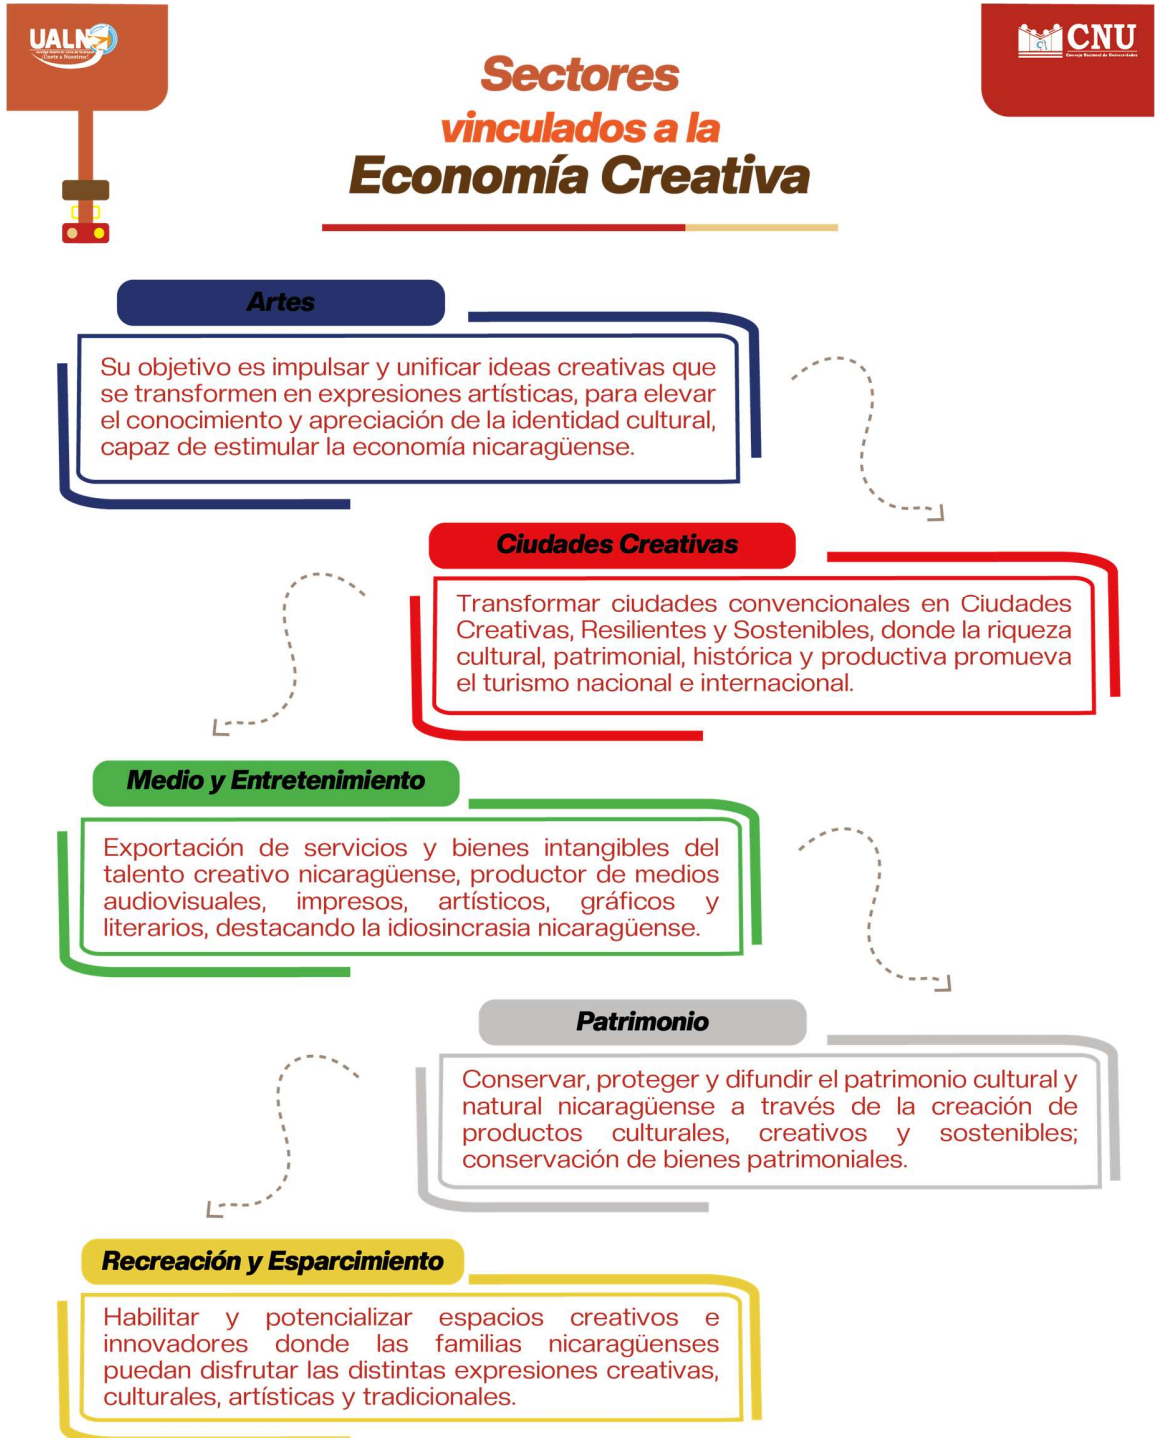 UALN
¡Únete a Nosotros!
CNU
Consejo Nacional de Universidades
Sectores
vinculados a la
Economía Creativa
Artes
Su objetivo es impulsar y unificar ideas creativas que
se transformen en expresiones artísticas, para elevar
el conocimiento y apreciación de la identidad cultural,
capaz de estimular la economía nicaragüense.
Ciudades Creativas
Transformar ciudades convencionales en Ciudades
Creativas, Resilientes y Sostenibles, donde la riqueza
cultural, patrimonial, histórica y productiva promueva
el turismo nacional e internacional.
Medio y Entretenimiento
Exportación de servicios y bienes intangibles del
talento creativo nicaragüense, productor de medios
audiovisuales, impresos, artísticos, gráficos y
literarios, destacando la idiosincrasia nicaragüense.
Patrimonio
Conservar, proteger y difundir el patrimonio cultural y
natural nicaragüense a través de la creación de
productos culturales, creativos y sostenibles;
conservación de bienes patrimoniales.
Recreación y Esparcimiento
Habilitar y potencializar espacios creativos e
innovadores donde las familias nicaragüenses
puedan disfrutar las distintas expresiones creativas,
culturales, artísticas y tradicionales.